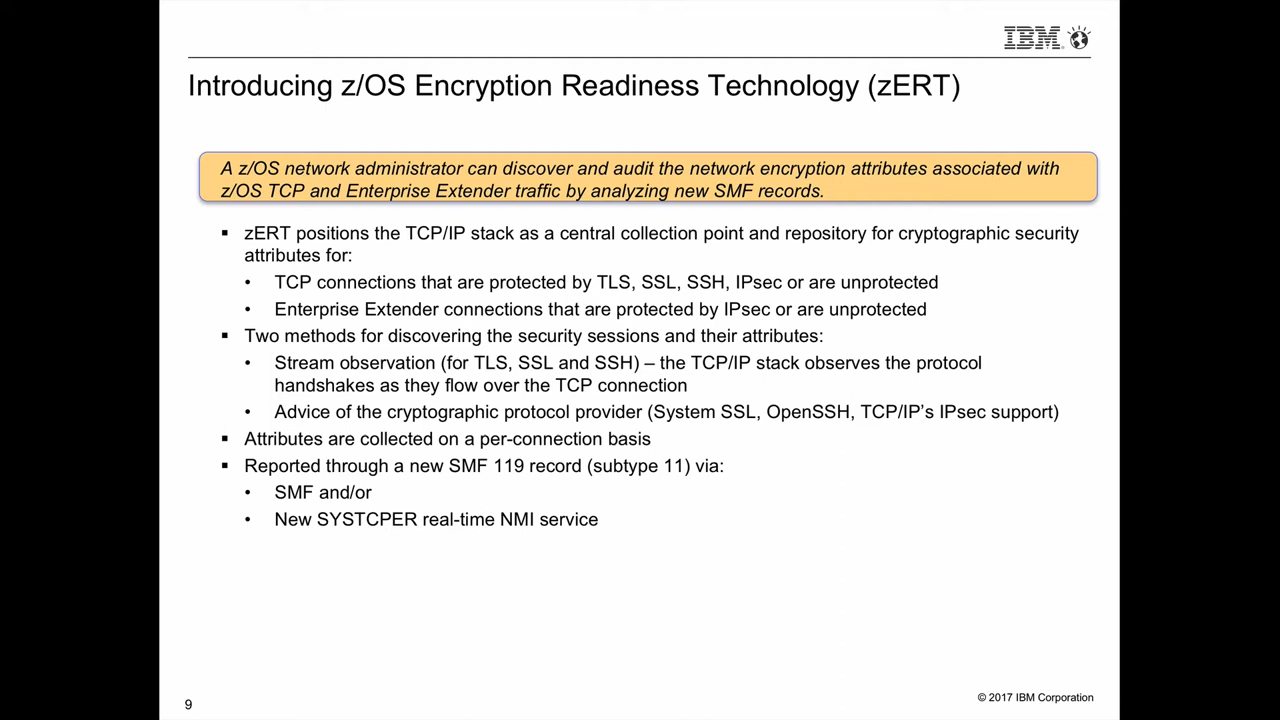 IBM
Introducing z/OS Encryption Readiness Technology (zERT)
A z/OS network administrator can discover and audit the network encryption attributes associated with
z/OS TCP and Enterprise Extender traffic by analyzing new SMF records.
▪ zERT positions the TCP/IP stack as a central collection point and repository for cryptographic security
attributes for:
• TCP connections that are protected by TLS, SSL, SSH, IPsec or are unprotected
• Enterprise Extender connections that are protected by IPsec or are unprotected
▪ Two methods for discovering the security sessions and their attributes:
• Stream observation (for TLS, SSL and SSH) – the TCP/IP stack observes the protocol
handshakes as they flow over the TCP connection
• Advice of the cryptographic protocol provider (System SSL, OpenSSH, TCP/IP’s IPsec support)
▪ Attributes are collected on a per-connection basis
▪ Reported through a new SMF 119 record (subtype 11) via:
• SMF and/or
• New SYSTCPER real-time NMI service
9
© 2017 IBM Corporation